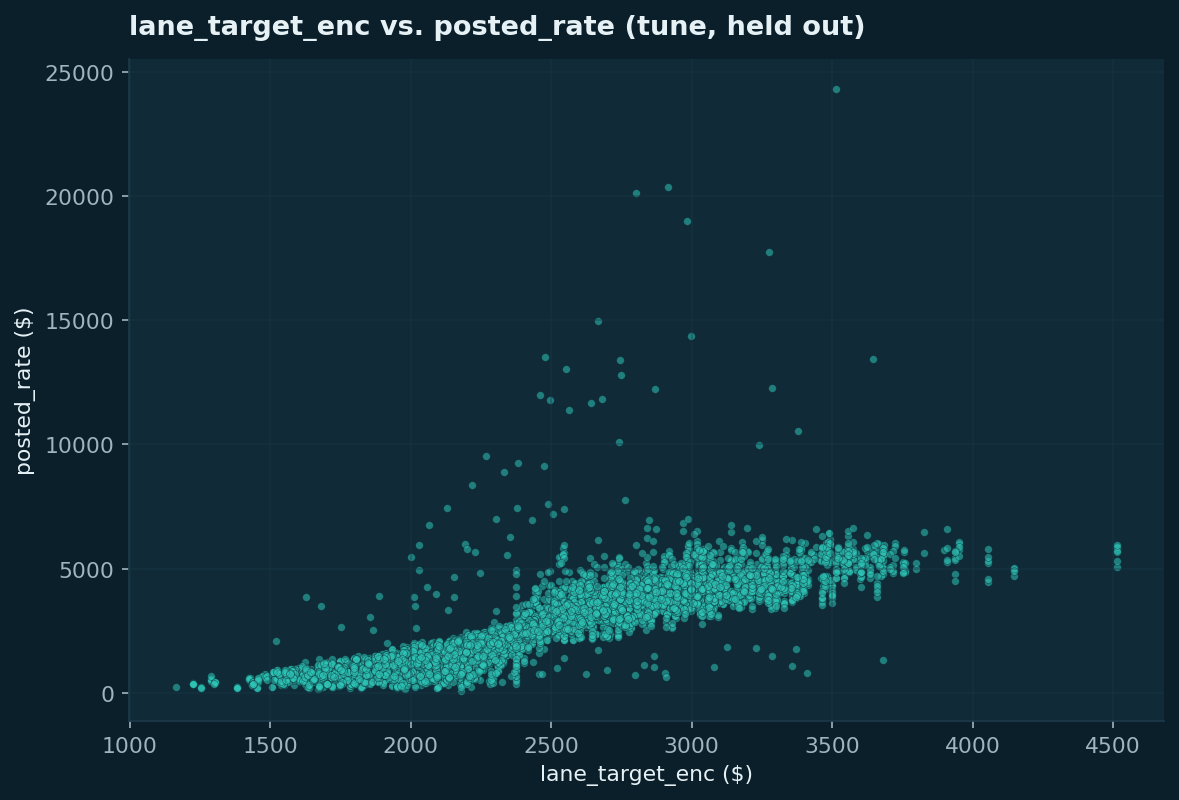 lane_target_enc vs. posted_rate (tune, held out)
25000
20000
15000
10000
5000
0
posted_rate ($)
1000 1500 2000 2500 3000 3500 4000 4500
lane_target_enc ($)